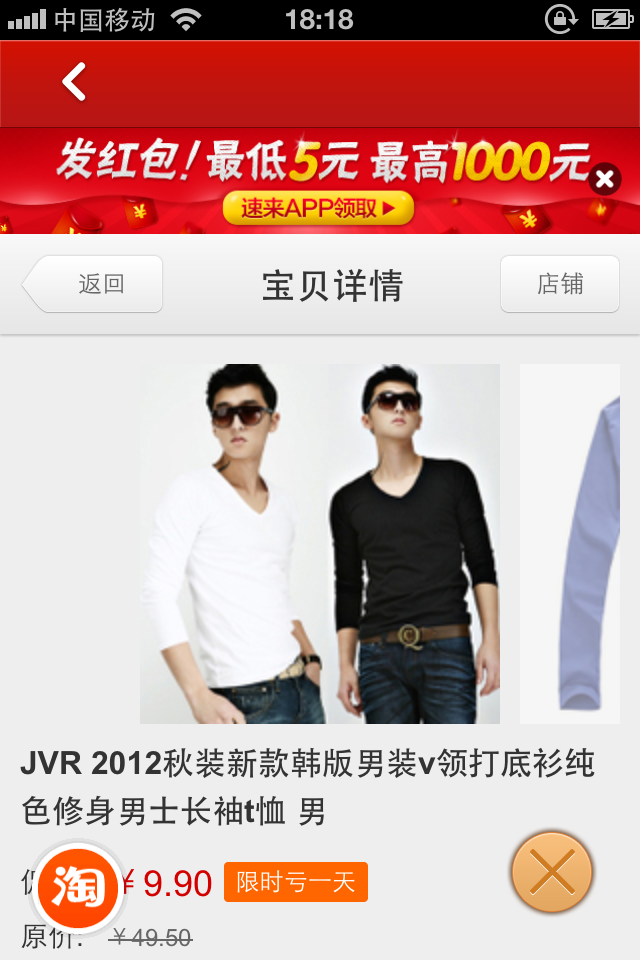 中国移动 18:18
发红包！最低5元 最高1000元
速来APP领取
返回 宝贝详情 店铺
JVR 2012秋装新款韩版男装v领打底衫纯
色修身男士长袖t恤 男
淘 ¥ 9.90 限时亏一天
原价: ¥49.50